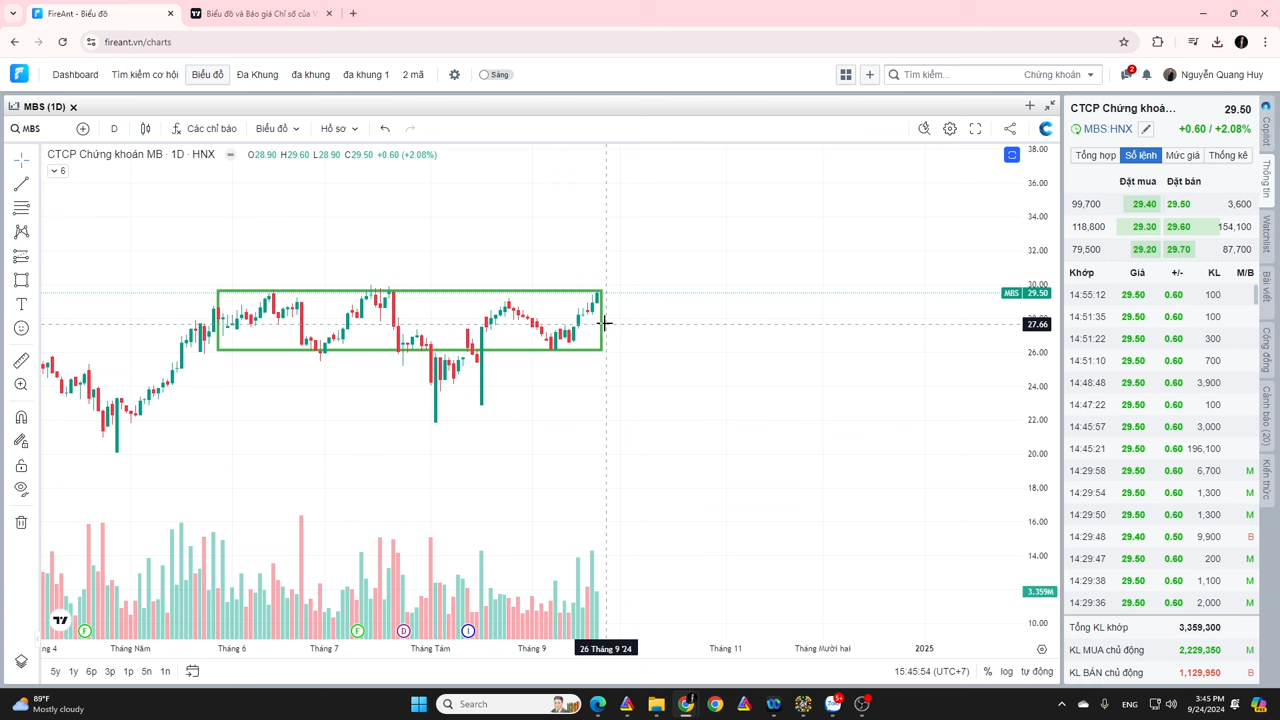 FireAnt - Biểu đồ
Biểu đồ và Báo giá Chỉ số của V
fireant.vn/charts
Dashboard Tìm kiếm cơ hội Biểu đồ Đa Khung đa khung đa khung 1 2 mã Sáng
Tìm kiếm... Chứng khoán 2 Nguyễn Quang Huy
MBS (1D)
MBS D Các chỉ báo Biểu đồ Hồ sơ
CTCP Chứng khoán MB · 1D · HNX O28.90 H29.60 L28.90 C29.50 +0.60 (+2.08%)
6
38.00
36.00
34.00
32.00
30.00
MBS 29.50
27.66
26.00
24.00
22.00
20.00
18.00
16.00
14.00
3.359M
10.00
F F D I
ng 4 Tháng Năm Tháng 6 Tháng 7 Tháng Tám Tháng 9 26 Tháng 9 '24 Tháng 11 Tháng Mười hai 2025
5y 1y 6p 3p 1p 5n 1n
15:45:54 (UTC+7) % log tự động
CTCP Chứng khoá... 29.50
MBS:HNX +0.60 / +2.08%
Tổng hợp Sổ lệnh Mức giá Thống kê
Đặt mua Đặt bán
99,700 29.40 29.50 3,600
118,800 29.30 29.60 154,100
79,500 29.20 29.70 87,700
Khớp Giá +/- KL M/B
14:55:12 29.50 0.60 100
14:51:35 29.50 0.60 100
14:51:22 29.50 0.60 300
14:51:10 29.50 0.60 700
14:48:48 29.50 0.60 3,900
14:47:22 29.50 0.60 100
14:45:57 29.50 0.60 3,000
14:45:21 29.50 0.60 196,100
14:29:58 29.50 0.60 6,700 M
14:29:54 29.50 0.60 1,300 M
14:29:50 29.50 0.60 1,300 M
14:29:48 29.40 0.50 9,900 B
14:29:47 29.50 0.60 200 M
14:29:38 29.50 0.60 1,100 M
14:29:36 29.50 0.60 2,000 M
Tổng KL khớp 3,359,300
KL MUA chủ động 2,229,350
KL BÁN chủ động 1,129,950
Copilot
Thông tin
Watchlist
Bài viết
Cộng đồng
Cảnh báo (20)
Kiến thức
89°F
Mostly cloudy
Search
Zalo
5+
ENG
3:45 PM
9/24/2024